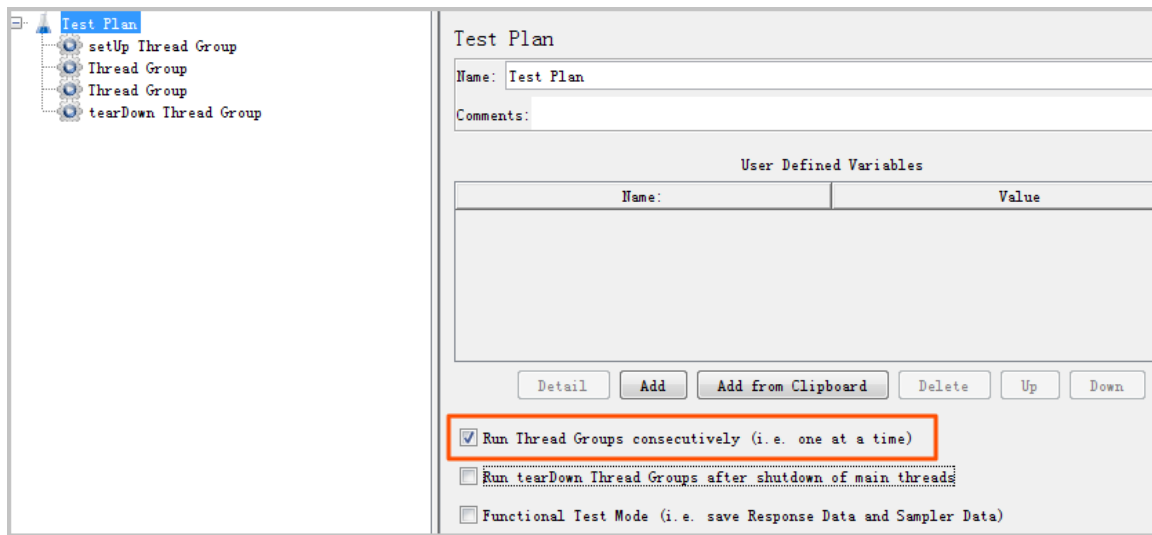 Test Plan
setUp Thread Group
Thread Group
Thread Group
tearDown Thread Group
Test Plan
Name: Test Plan
Comments:
User Defined Variables
Name: Value
Detail Add Add from Clipboard Delete Up Down
Run Thread Groups consecutively (i.e. one at a time)
Run tearDown Thread Groups after shutdown of main threads
Functional Test Mode (i.e. save Response Data and Sampler Data)